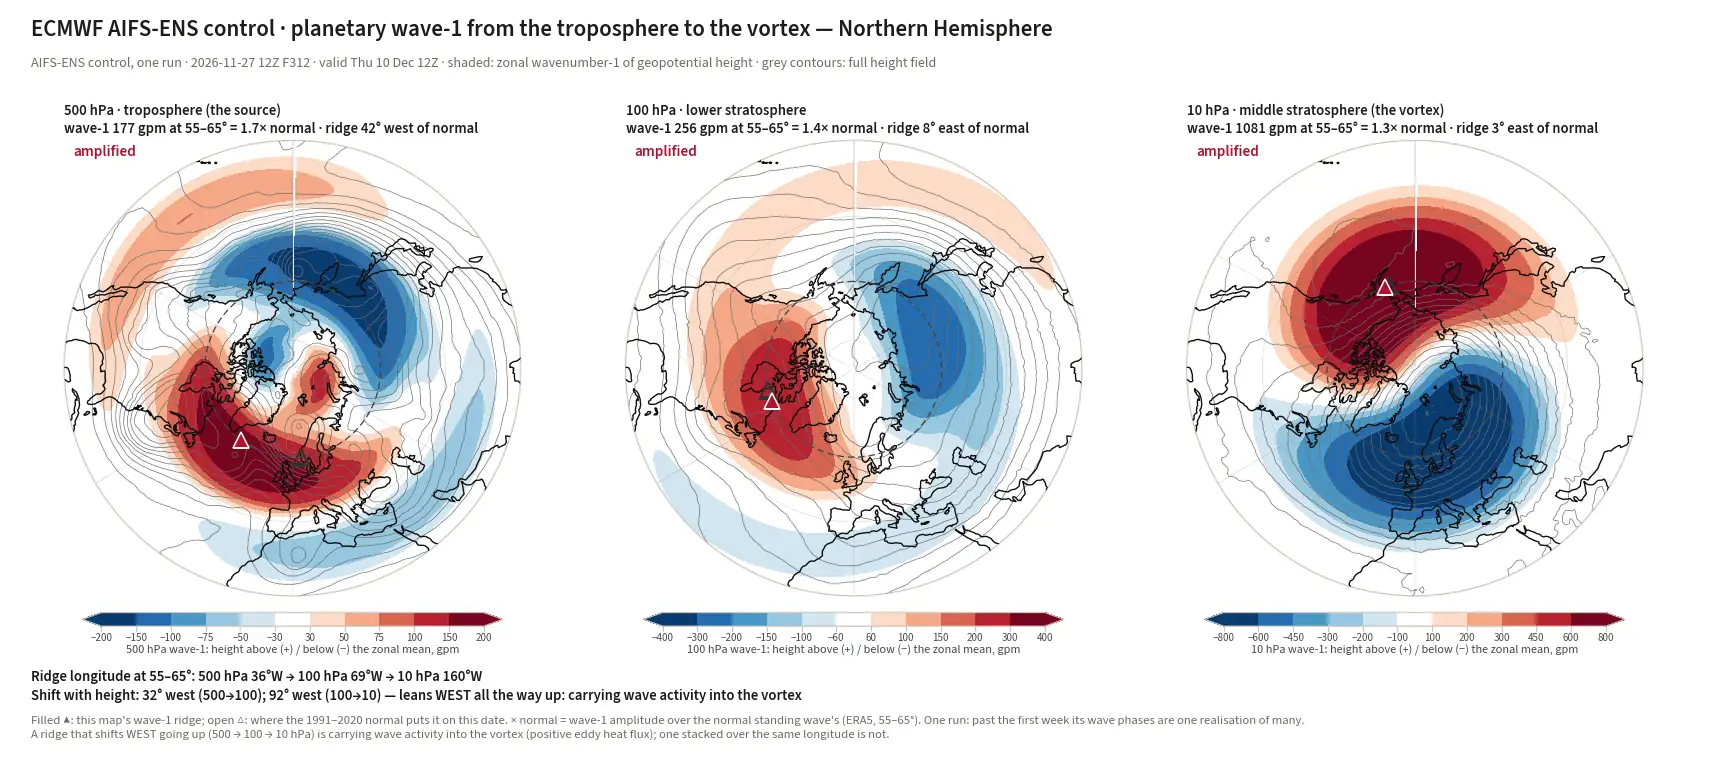 ECMWF AIFS-ENS control · planetary wave-1 from the troposphere to the vortex — Northern Hemisphere
AIFS-ENS control, one run · 2026-11-27 12Z F312 · valid Thu 10 Dec 12Z · shaded: zonal wavenumber-1 of geopotential height · grey contours: full height field
500 hPa · troposphere (the source)
wave-1 177 gpm at 55–65° = 1.7× normal · ridge 42° west of normal
amplified
100 hPa · lower stratosphere
wave-1 256 gpm at 55–65° = 1.4× normal · ridge 8° east of normal
amplified
10 hPa · middle stratosphere (the vortex)
wave-1 1081 gpm at 55–65° = 1.3× normal · ridge 3° east of normal
amplified
−200 −150 −100 −75 −50 −30 30 50 75 100 150 200
500 hPa wave-1: height above (+) / below (−) the zonal mean, gpm
−400 −300 −200 −150 −100 −60 60 100 150 200 300 400
100 hPa wave-1: height above (+) / below (−) the zonal mean, gpm
−800 −600 −450 −300 −200 −100 100 200 300 450 600 800
10 hPa wave-1: height above (+) / below (−) the zonal mean, gpm
Ridge longitude at 55–65°: 500 hPa 36°W → 100 hPa 69°W → 10 hPa 160°W
Shift with height: 32° west (500→100); 92° west (100→10) — leans WEST all the way up: carrying wave activity into the vortex
Filled ▲: this map's wave-1 ridge; open △: where the 1991–2020 normal puts it on this date. × normal = wave-1 amplitude over the normal standing wave's (ERA5, 55–65°). One run: past the first week its wave phases are one realisation of many.
A ridge that shifts WEST going up (500 → 100 → 10 hPa) is carrying wave activity into the vortex (positive eddy heat flux); one stacked over the same longitude is not.